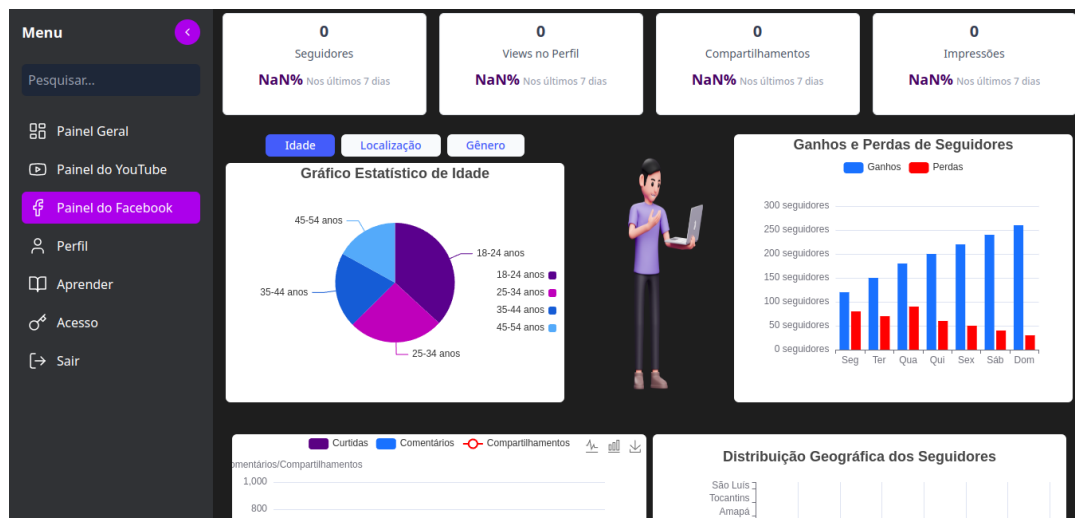 Menu
Pesquisar...
Painel Geral
Painel do YouTube
Painel do Facebook
Perfil
Aprender
Acesso
Sair
0
Seguidores
NaN% Nos últimos 7 dias
0
Views no Perfil
NaN% Nos últimos 7 dias
0
Compartilhamentos
NaN% Nos últimos 7 dias
0
Impressões
NaN% Nos últimos 7 dias
Idade Localização Gênero
Gráfico Estatístico de Idade
45-54 anos
18-24 anos
35-44 anos
25-34 anos
18-24 anos
25-34 anos
35-44 anos
45-54 anos
Ganhos e Perdas de Seguidores
Ganhos Perdas
300 seguidores
250 seguidores
200 seguidores
150 seguidores
100 seguidores
50 seguidores
0 seguidores
Seg Ter Qua Qui Sex Sáb Dom
Curtidas Comentários Compartilhamentos
omentários/Compartilhamentos
1,000
800
Distribuição Geográfica dos Seguidores
São Luís
Tocantins
Amapá